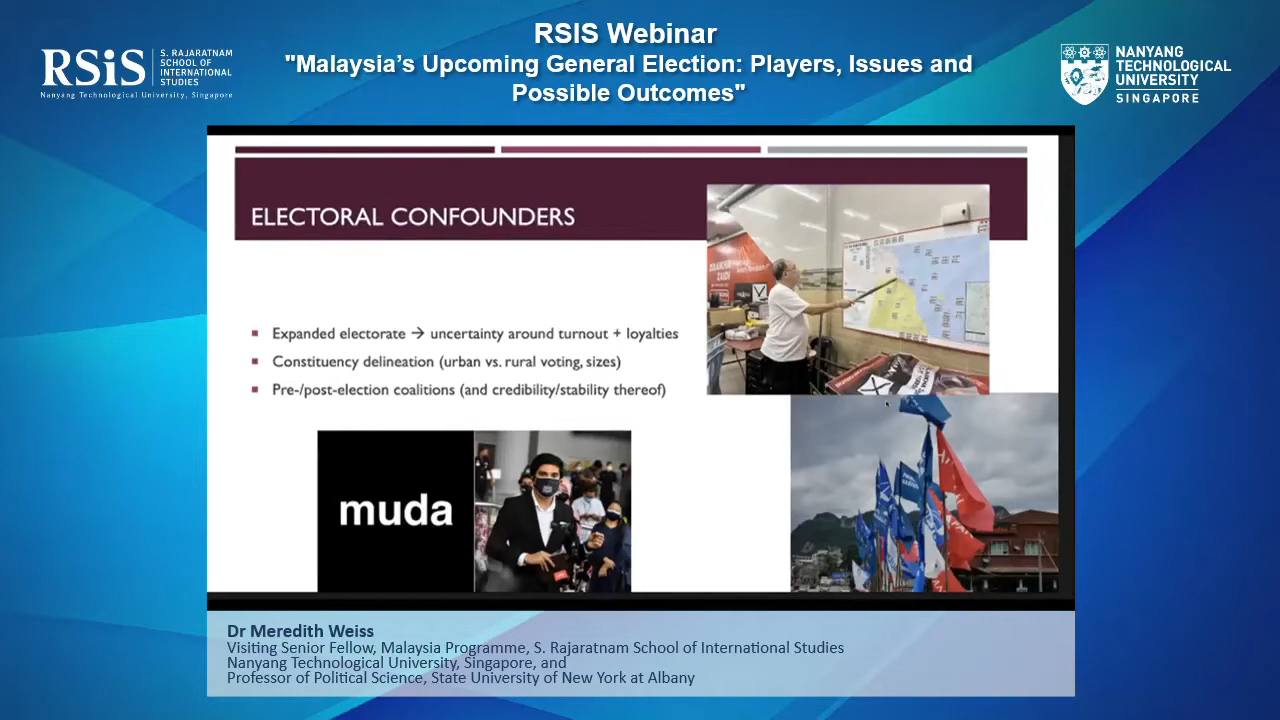 RSIS Webinar
"Malaysia’s Upcoming General Election: Players, Issues and
Possible Outcomes"
RSiS
S. RAJARATNAM
SCHOOL OF
INTERNATIONAL
STUDIES
Nanyang Technological University, Singapore
NANYANG
TECHNOLOGICAL
UNIVERSITY
SINGAPORE
ELECTORAL CONFOUNDERS
▪ Expanded electorate → uncertainty around turnout + loyalties
▪ Constituency delineation (urban vs. rural voting, sizes)
▪ Pre-/post-election coalitions (and credibility/stability thereof)
muda
Dr Meredith Weiss
Visiting Senior Fellow, Malaysia Programme, S. Rajaratnam School of International Studies
Nanyang Technological University, Singapore, and
Professor of Political Science, State University of New York at Albany